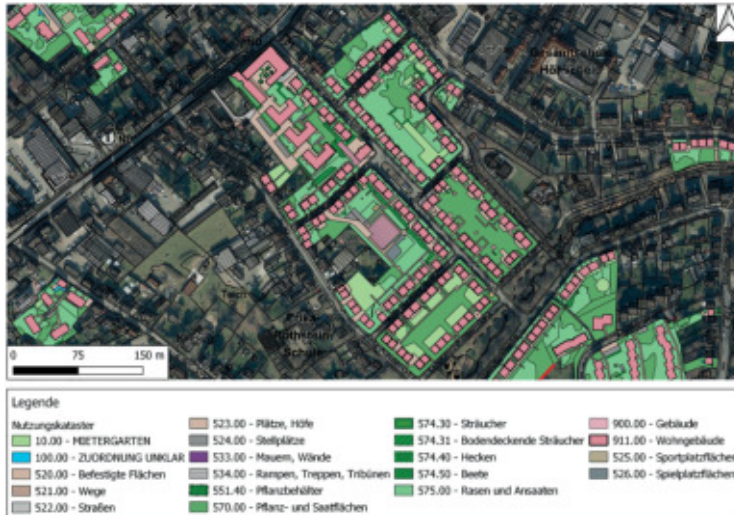 Gesamtschule
Teich
Schule
0 75 150 m
Legende
Nutzungskataster
10.00 - MIETERGARTEN
100.00 - ZUORDNUNG UNKLAR
520.00 - Befestigte Flächen
521.00 - Wege
522.00 - Straßen
523.00 - Plätze, Höfe
524.00 - Stellplätze
533.00 - Mauern, Wände
534.00 - Rampen, Treppen, Tribünen
551.40 - Pflanzbehälter
570.00 - Pflanz- und Saatflächen
574.30 - Sträucher
574.31 - Bodendeckende Sträucher
574.40 - Hecken
574.50 - Beete
575.00 - Rasen und Ansaaten
900.00 - Gebäude
911.00 - Wohngebäude
525.00 - Sportplatzflächen
526.00 - Spielplatzflächen